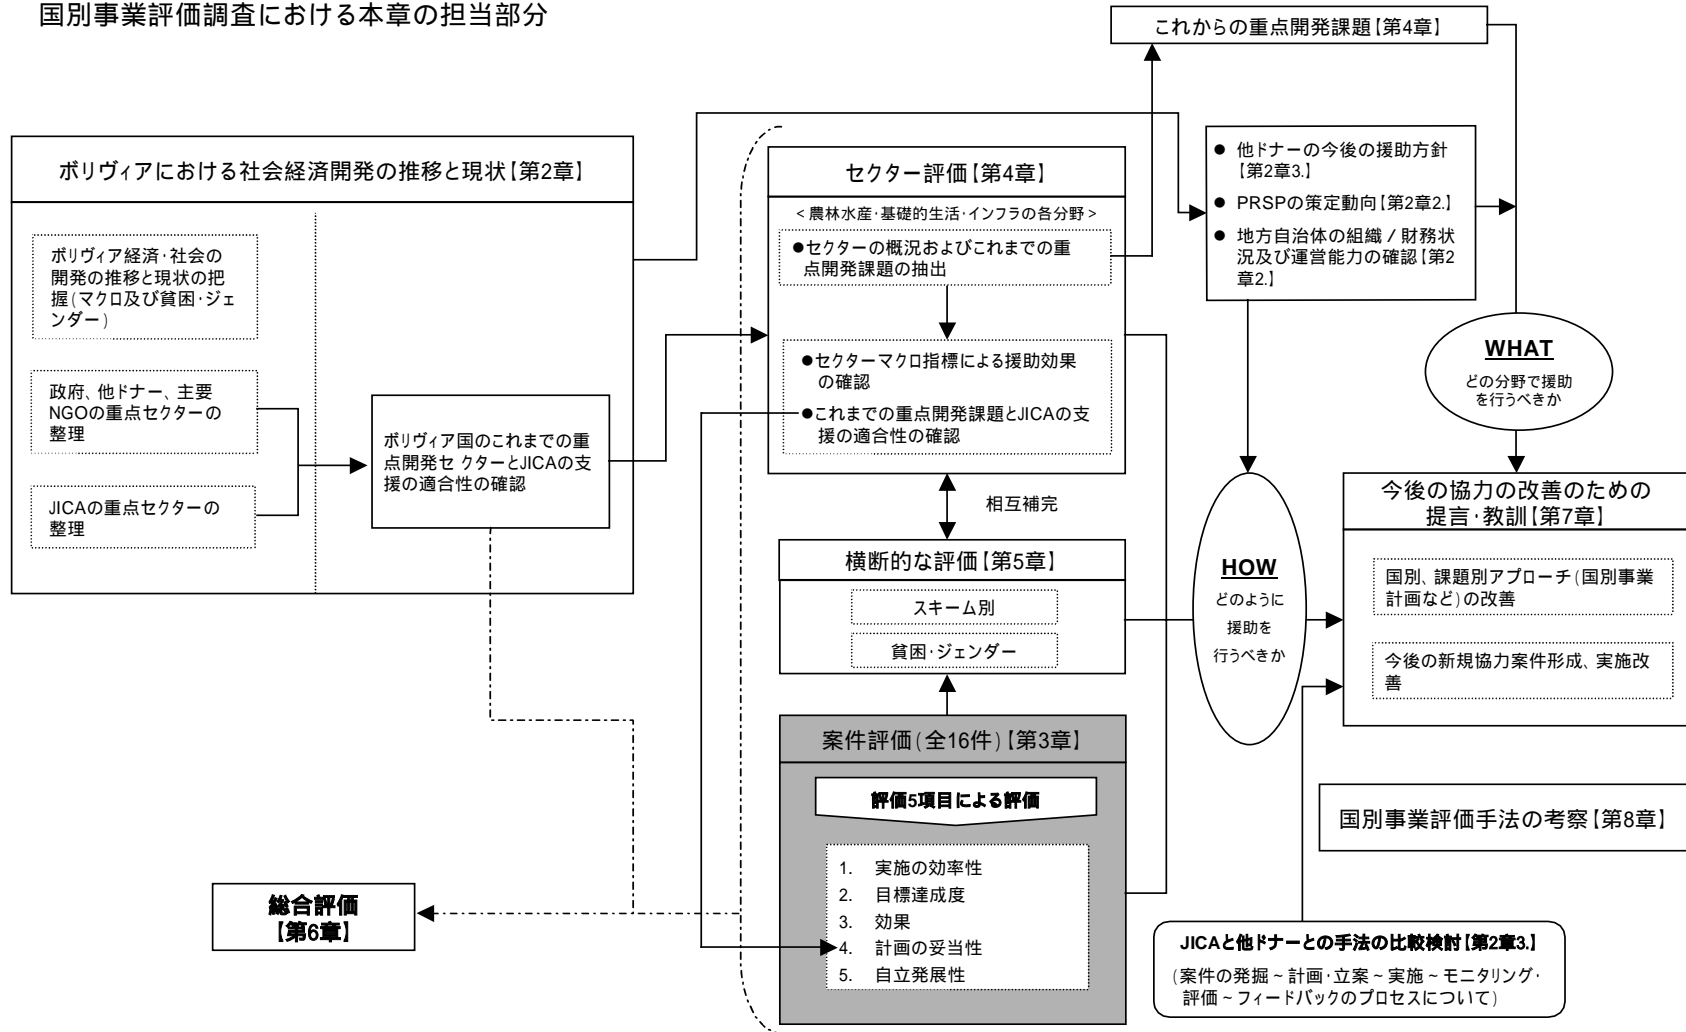 国別事業評価調査における本章の担当部分
これからの重点開発課題【第4章】
ボリヴィアにおける社会経済開発の推移と現状【第2章】
ボリヴィア経済・社会の
開発の推移と現状の把
握(マクロ及び貧困・ジェ
ンダー)
政府、他ドナー、主要
NGOの重点セクターの
整理
JICAの重点セクターの
整理
ボリヴィア国のこれまでの重
点開発セ クターとJICAの支
援の適合性の確認
セクター評価【第4章】
<農林水産・基礎的生活・インフラの各分野>
●セクターの概況およびこれまでの重
点開発課題の抽出
●セクターマクロ指標による援助効果
の確認
●これまでの重点開発課題とJICAの支
援の適合性の確認
相互補完
横断的な評価【第5章】
スキーム別
貧困・ジェンダー
案件評価(全16件)【第3章】
評価5項目による評価
1. 実施の効率性
2. 目標達成度
3. 効果
4. 計画の妥当性
5. 自立発展性
総合評価
【第6章】
● 他ドナーの今後の援助方針
【第2章3.】
● PRSPの策定動向【第2章2.】
● 地方自治体の組織/財務状
況及び運営能力の確認【第2
章2.】
WHAT
どの分野で援助
を行うべきか
HOW
どのように
援助を
行うべきか
今後の協力の改善のための
提言・教訓【第7章】
国別、課題別アプローチ(国別事業
計画など)の改善
今後の新規協力案件形成、実施改
善
国別事業評価手法の考察【第8章】
JICAと他ドナーとの手法の比較検討【第2章3.】
(案件の発掘~計画・立案~実施~モニタリング・
評価~フィードバックのプロセスについて)